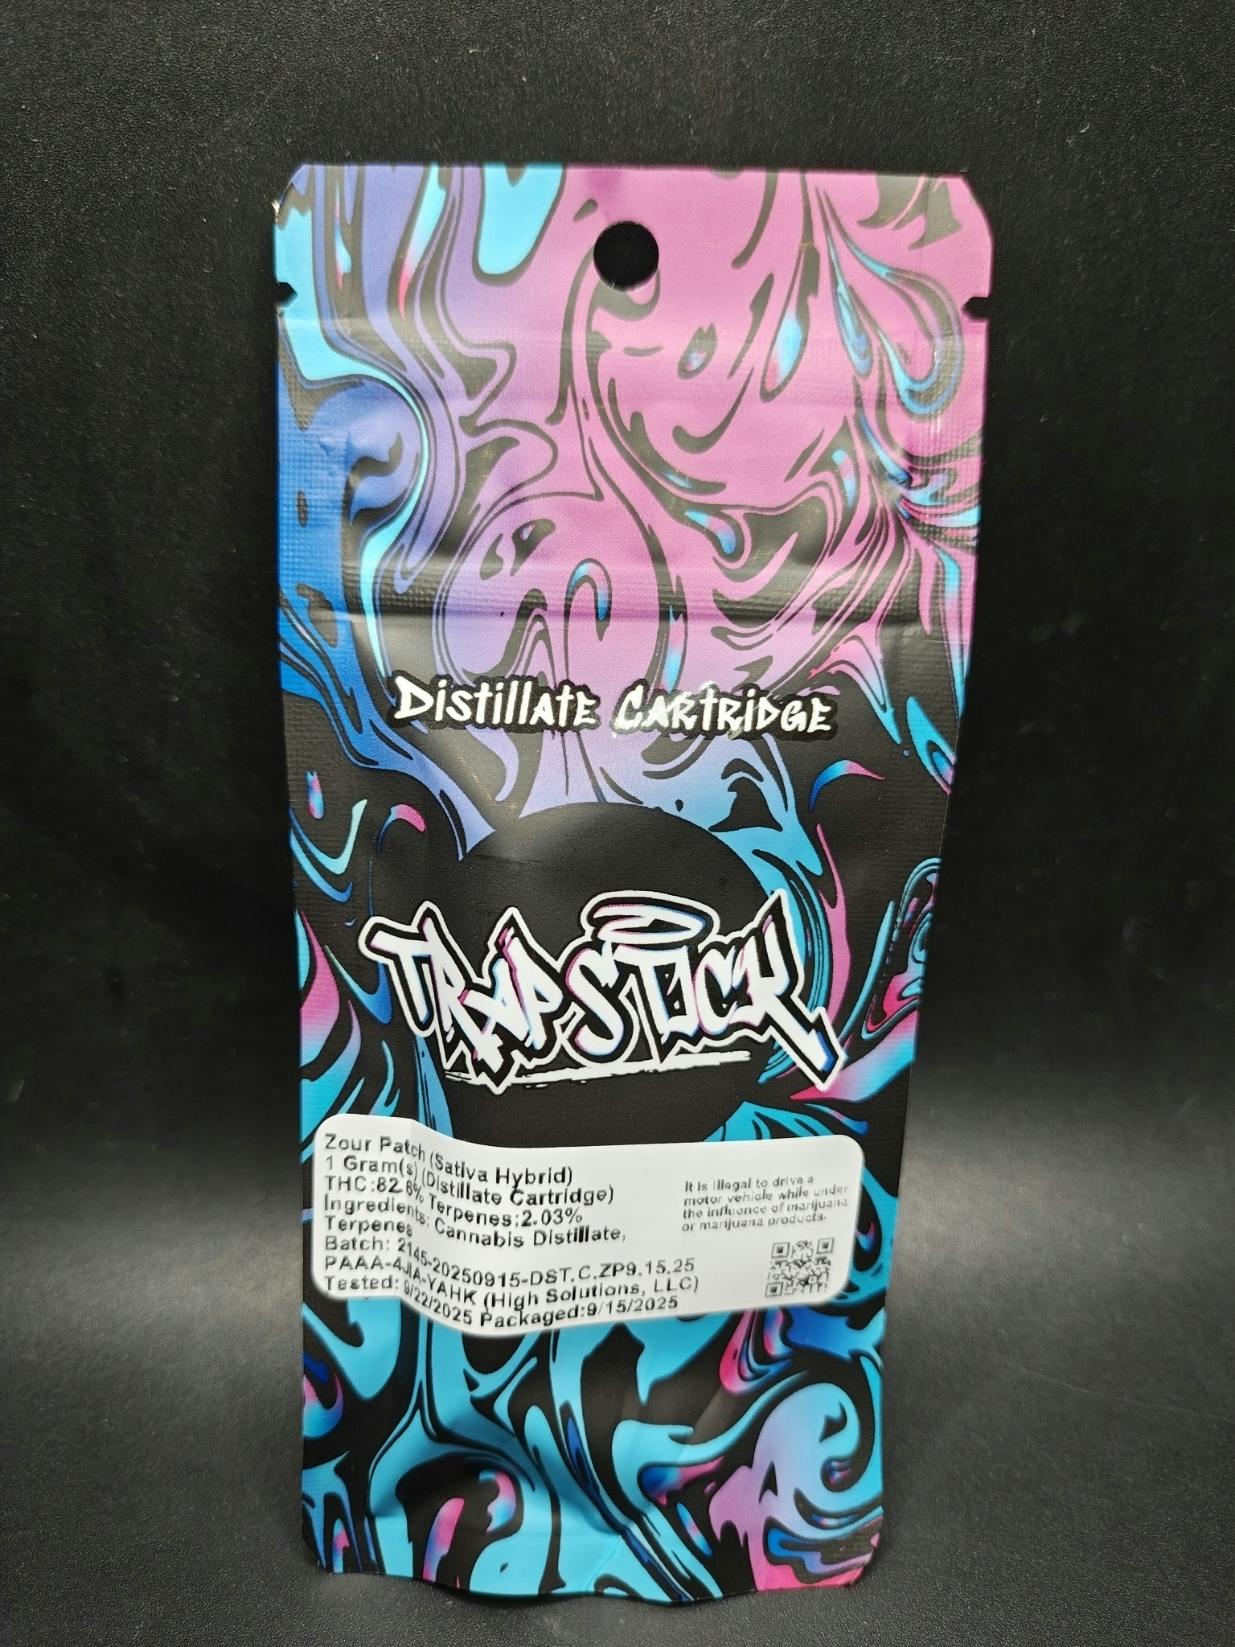 Distillate Cartridge
TRAPSTICK
Zour Patch (Sativa Hybrid)
1 Gram(s) (Distillate Cartridge)
THC:82.6% Terpenes:2.03%
Ingredients: Cannabis Distillate,
Terpenes
Batch: 2145-20250915-DST.C.ZP9.15.25
PAAA-4JIA-YAHK (High Solutions, LLC)
Tested: 9/22/2025 Packaged:9/15/2025
It is illegal to drive a
motor vehicle while under
the influence of marijuana
or marijuana products.